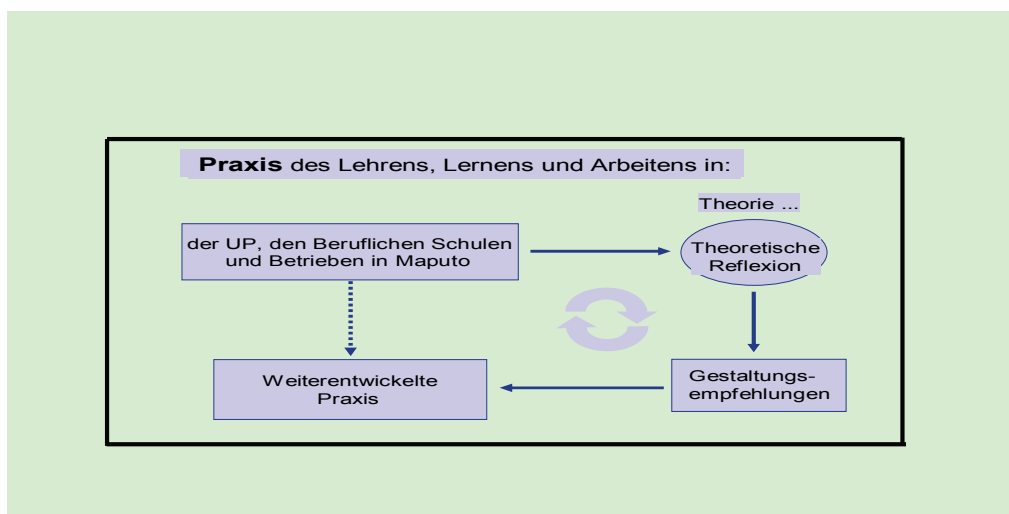 Praxis des Lehrens, Lernens und Arbeitens in:
Theorie ...
der UP, den Beruflichen Schulen
und Betrieben in Maputo
Theoretische
Reflexion
Weiterentwickelte
Praxis
Gestaltungs-
empfehlungen